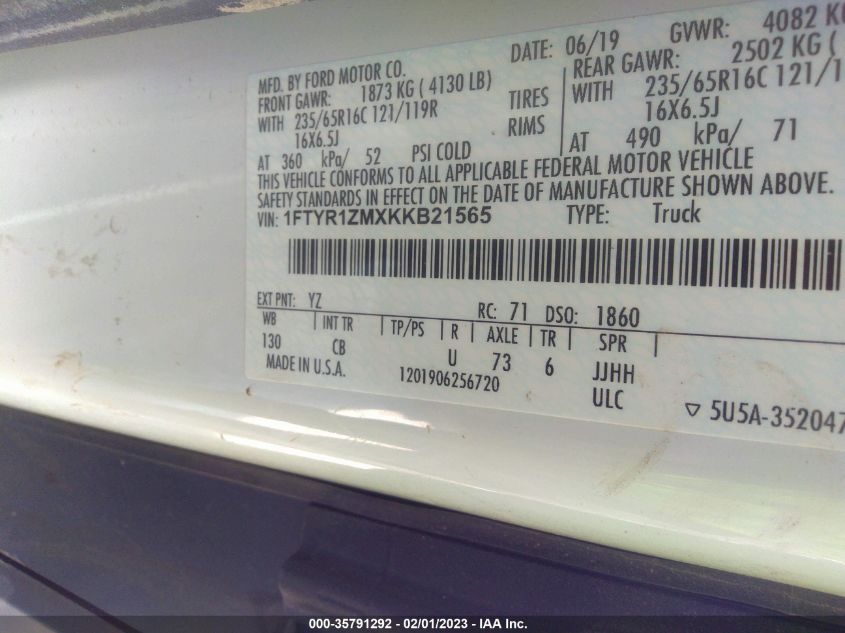 MFD. BY FORD MOTOR CO.
DATE: 06/19 GVWR: 4082 KG
FRONT GAWR: 1873 KG ( 4130 LB)
REAR GAWR: 2502 KG (
WITH 235/65R16C 121/119R TIRES
WITH 235/65R16C 121/11
16X6.5J RIMS
16X6.5J
AT 360 kPa/ 52 PSI COLD
AT 490 kPa/ 71
THIS VEHICLE CONFORMS TO ALL APPLICABLE FEDERAL MOTOR VEHICLE
SAFETY STANDARDS IN EFFECT ON THE DATE OF MANUFACTURE SHOWN ABOVE.
VIN: 1FTYR1ZMXKKB21565 TYPE: Truck
EXT PNT: YZ RC: 71 DSO: 1860
WB INT TR TP/PS R AXLE TR SPR
130 CB U 73 6 JJHH
MADE IN U.S.A. 1201906256720 ULC
5U5A-352047
000-35791292 - 02/01/2023 - IAA Inc.